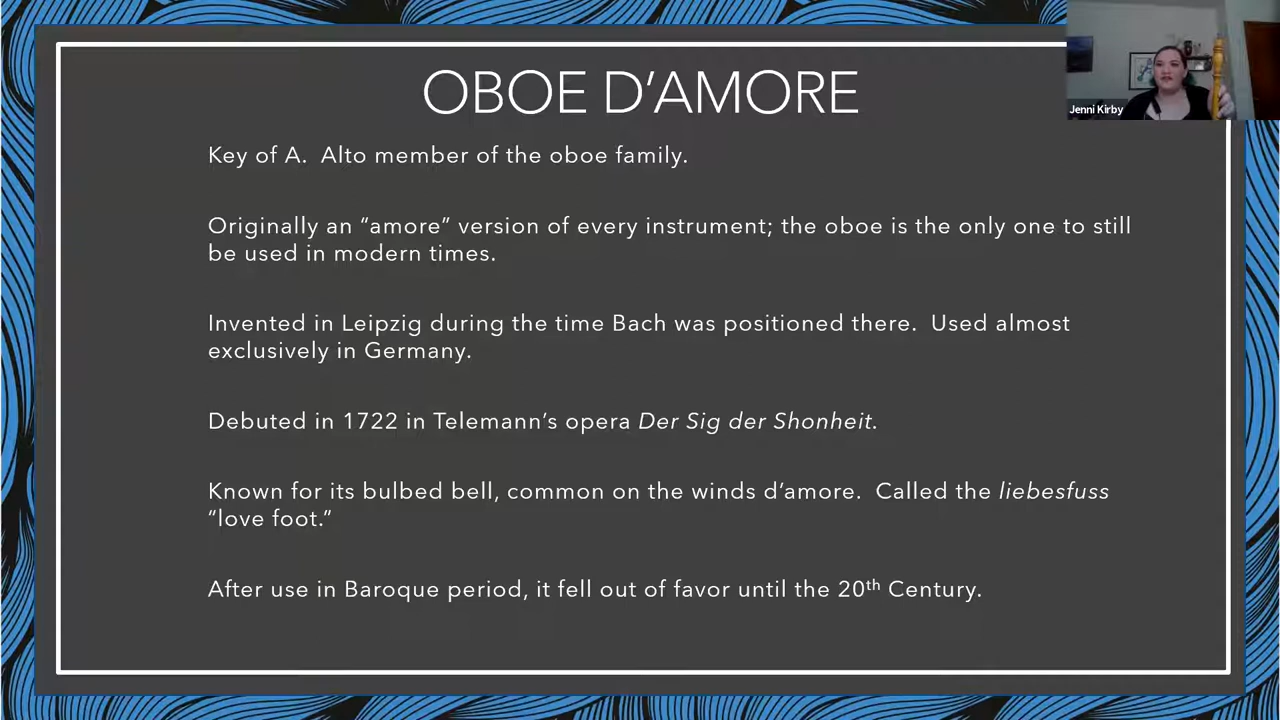 OBOE D’AMORE
Jenni Kirby
Key of A.  Alto member of the oboe family.
Originally an “amore” version of every instrument; the oboe is the only one to still
be used in modern times.
Invented in Leipzig during the time Bach was positioned there.  Used almost
exclusively in Germany.
Debuted in 1722 in Telemann’s opera Der Sig der Shonheit.
Known for its bulbed bell, common on the winds d’amore.  Called the liebesfuss
“love foot.”
After use in Baroque period, it fell out of favor until the 20th Century.